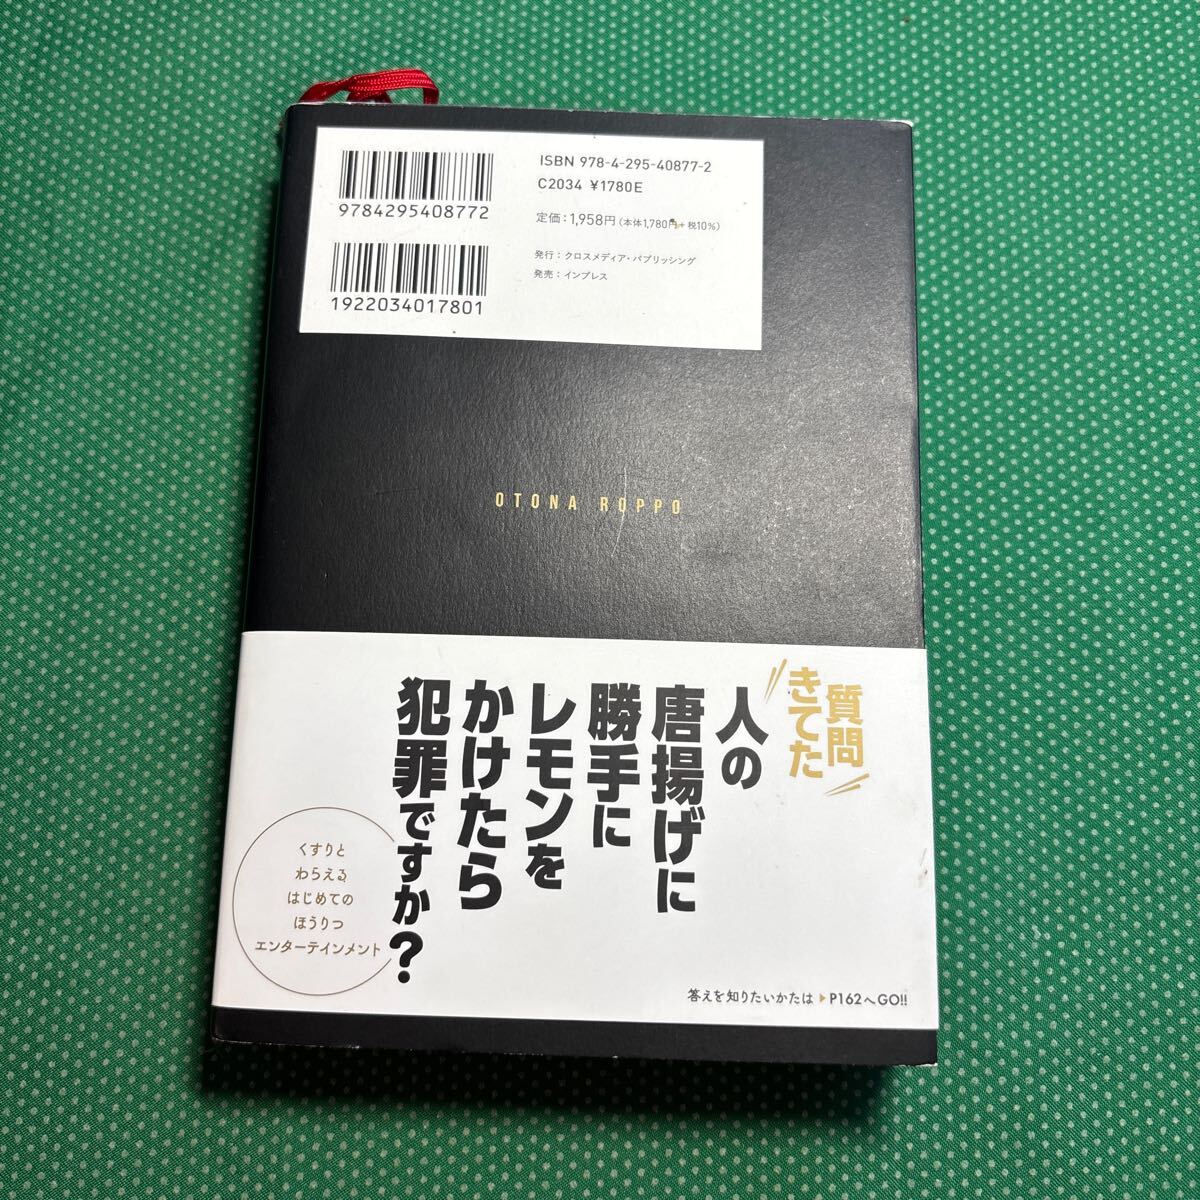 9784295408772
1922034017801
ISBN 978-4-295-40877-2
C2034 ¥1780E
定価：1,958円（本体1,780円+税10%）
発行：クロスメディア・パブリッシング
発売：インプレス
OTONA ROPPO
質問
きてた
人の
唐揚げに
勝手に
レモンを
かけたら
犯罪ですか？
くすりと
わらえる、
はじめての
ほうりつ
エンターテインメント
答えを知りたいかたは▶P162へGO!!